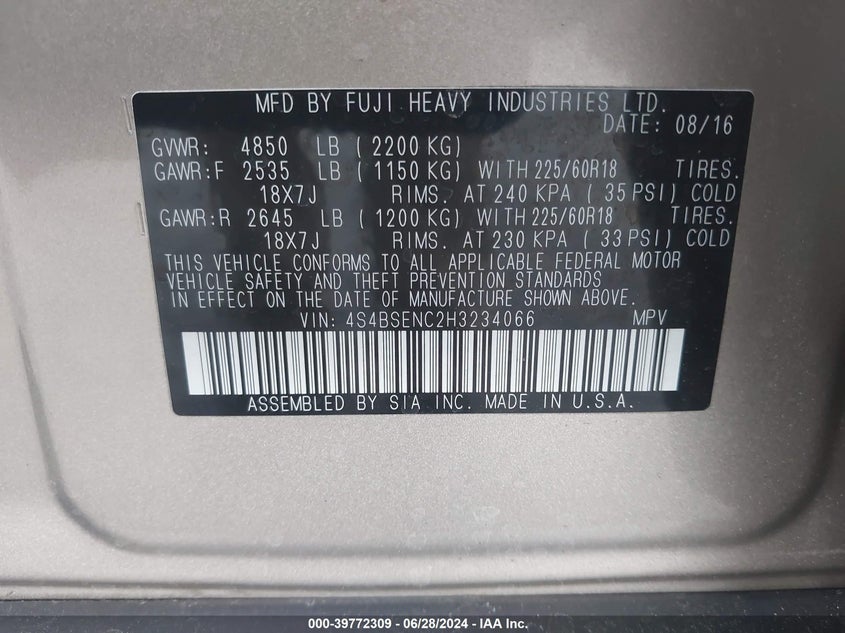 MFD BY FUJI HEAVY INDUSTRIES LTD.
DATE: 08/16
GVWR: 4850 LB ( 2200 KG)
GAWR:F 2535 LB ( 1150 KG) WITH 225/60R18 TIRES.
18X7J RIMS. AT 240 KPA ( 35 PSI) COLD
GAWR:R 2645 LB ( 1200 KG) WITH 225/60R18 TIRES.
18X7J RIMS. AT 230 KPA ( 33 PSI) COLD
THIS VEHICLE CONFORMS TO ALL APPLICABLE FEDERAL MOTOR
VEHICLE SAFETY AND THEFT PREVENTION STANDARDS
IN EFFECT ON THE DATE OF MANUFACTURE SHOWN ABOVE.
VIN: 4S4BSENC2H3234066 MPV
ASSEMBLED BY SIA INC. MADE IN U.S.A.
000-39772309 - 06/28/2024 - IAA Inc.